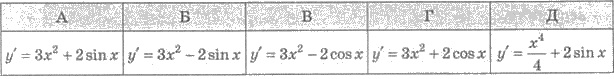 А Б В Г Д
y′ = 3x² + 2 sin x y′ = 3x² − 2 sin x y′ = 3x² − 2 cos x y′ = 3x² + 2 cos x y′ = x⁴/4 + 2 sin x